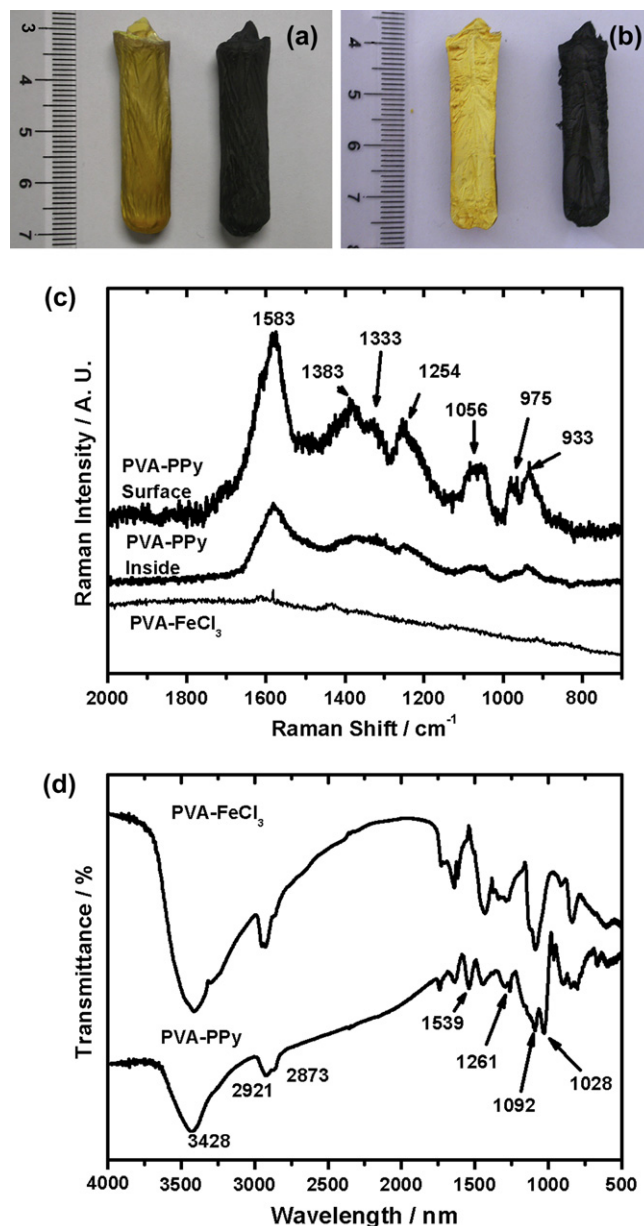 (a)
3
4
5
6
7
(b)
4
5
6
7
(c)
1583
1383
1333
1254
1056
975
933
PVA-PPy
Surface
PVA-PPy
Inside
PVA-FeCl₃
Raman Intensity / A. U.
2000 1800 1600 1400 1200 1000 800
Raman Shift / cm⁻¹
(d)
PVA-FeCl₃
Transmittance / %
PVA-PPy
3428
2921
2873
1539
1261
1092
1028
4000 3500 3000 2500 2000 1500 1000 500
Wavelength / nm